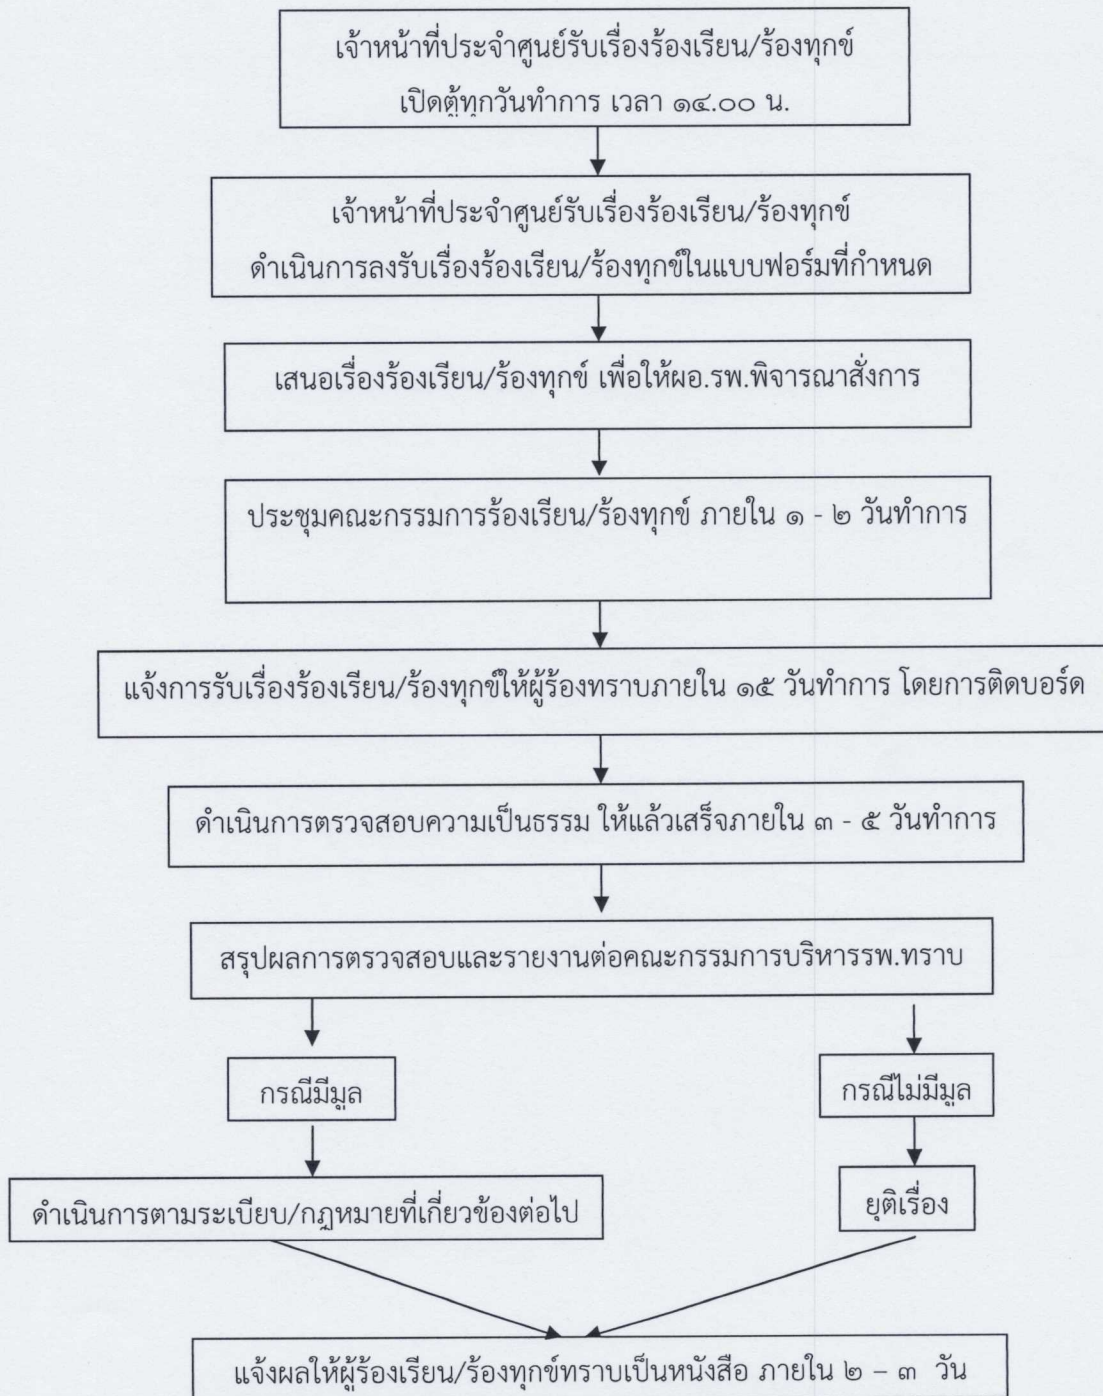 เจ้าหน้าที่ประจำศูนย์รับเรื่องร้องเรียน/ร้องทุกข์
เปิดตู้ทุกวันทำการ เวลา ๑๔.๐๐ น.
เจ้าหน้าที่ประจำศูนย์รับเรื่องร้องเรียน/ร้องทุกข์
ดำเนินการลงรับเรื่องร้องเรียน/ร้องทุกข์ในแบบฟอร์มที่กำหนด
เสนอเรื่องร้องเรียน/ร้องทุกข์ เพื่อให้ผอ.รพ.พิจารณาสั่งการ
ประชุมคณะกรรมการร้องเรียน/ร้องทุกข์ ภายใน ๑ - ๒ วันทำการ
แจ้งการรับเรื่องร้องเรียน/ร้องทุกข์ให้ผู้ร้องทราบภายใน ๑๕ วันทำการ โดยการติดบอร์ด
ดำเนินการตรวจสอบความเป็นธรรม ให้แล้วเสร็จภายใน ๓ - ๕ วันทำการ
สรุปผลการตรวจสอบและรายงานต่อคณะกรรมการบริหารรพ.ทราบ
กรณีมีมูล
กรณีไม่มีมูล
ดำเนินการตามระเบียบ/กฎหมายที่เกี่ยวข้องต่อไป
ยุติเรื่อง
แจ้งผลให้ผู้ร้องเรียน/ร้องทุกข์ทราบเป็นหนังสือ ภายใน ๒ – ๓ วัน